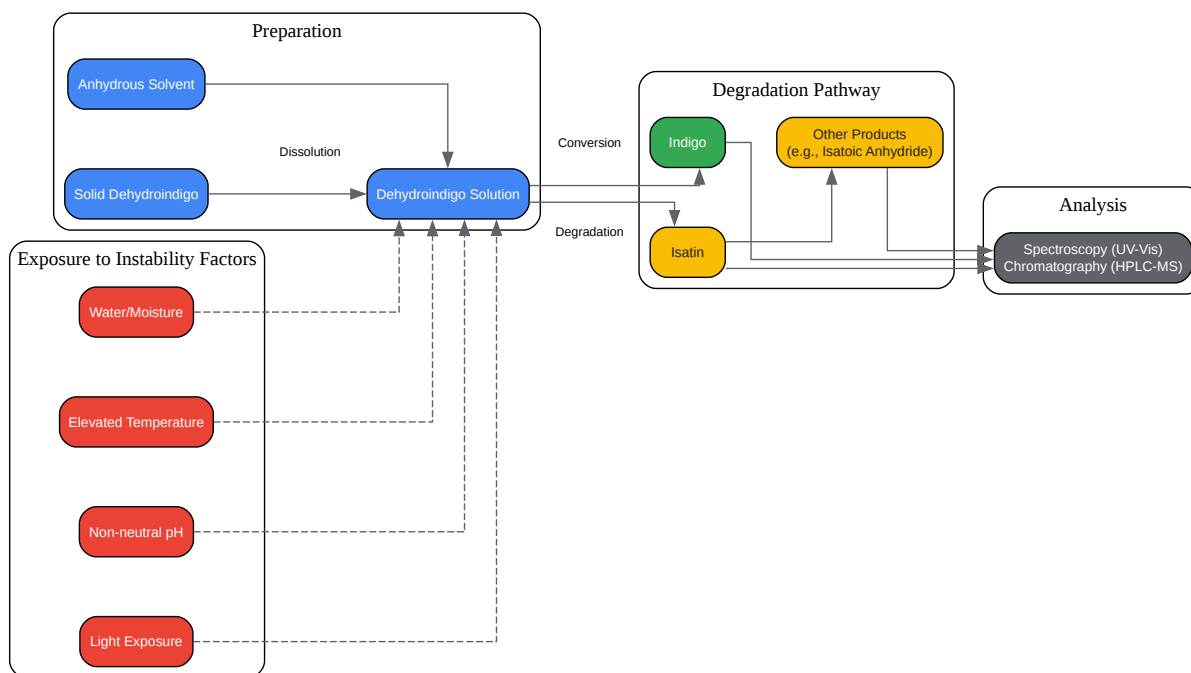 Preparation
Anhydrous Solvent
Dissolution
Solid Dehydroindigo
Dehydroindigo Solution
Exposure to Instability Factors
Water/Moisture
Elevated Temperature
Non-neutral pH
Light Exposure
Conversion
Degradation
Degradation Pathway
Indigo
Other Products
(e.g., Isatoic Anhydride)
Isatin
Analysis
Spectroscopy (UV-Vis)
Chromatography (HPLC-MS)